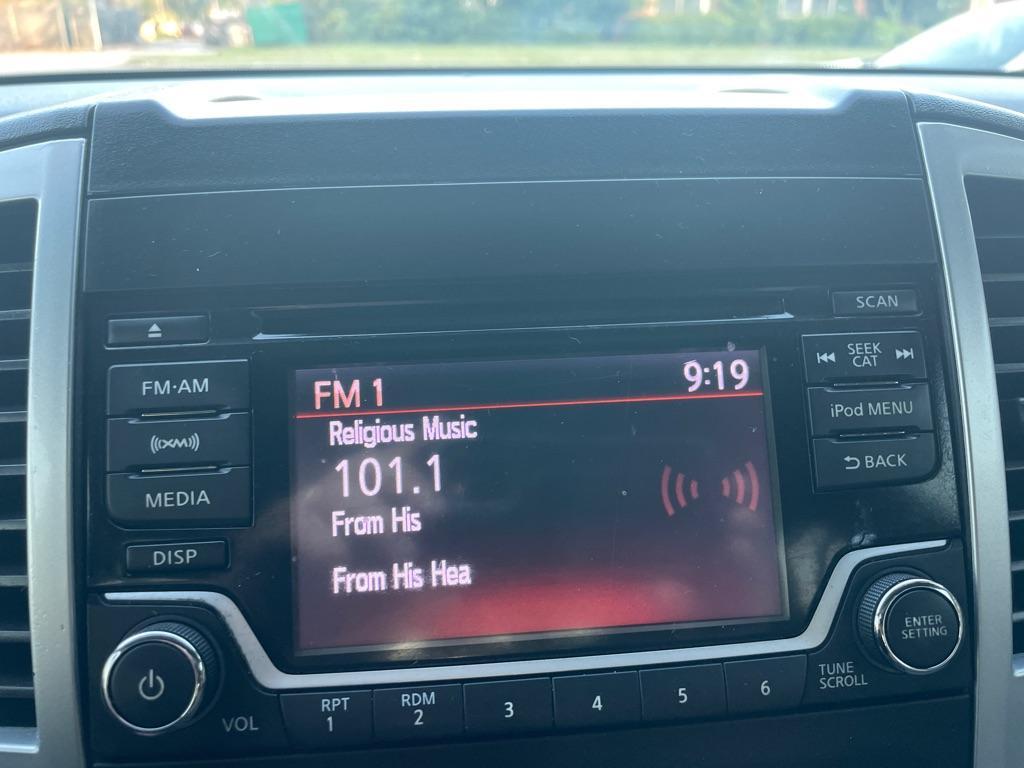 SCAN
SEEK
CAT
FM·AM
iPod MENU
((XM))
BACK
MEDIA
DISP
FM 1 9:19
Religious Music
101.1
From His
From His Hea
ENTER
SETTING
TUNE
SCROLL
VOL
RPT
1
RDM
2
3
4
5
6